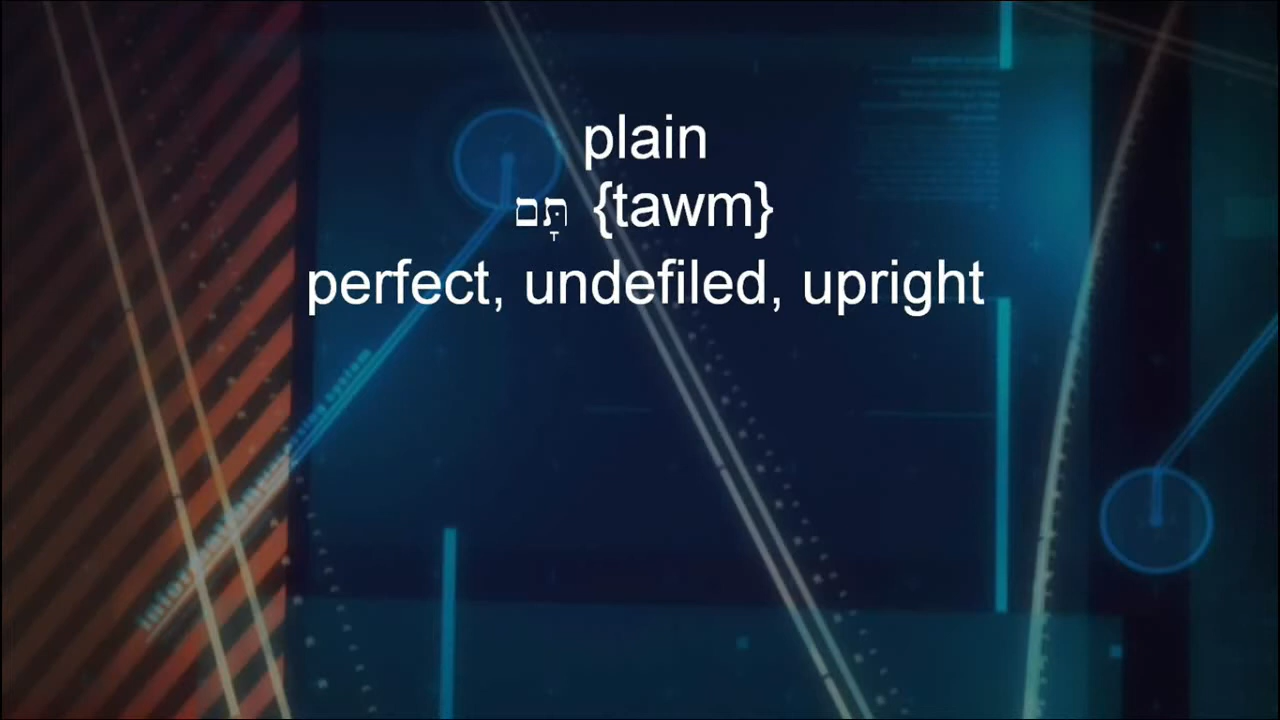 plain
תָּם {tawm}
perfect, undefiled, upright